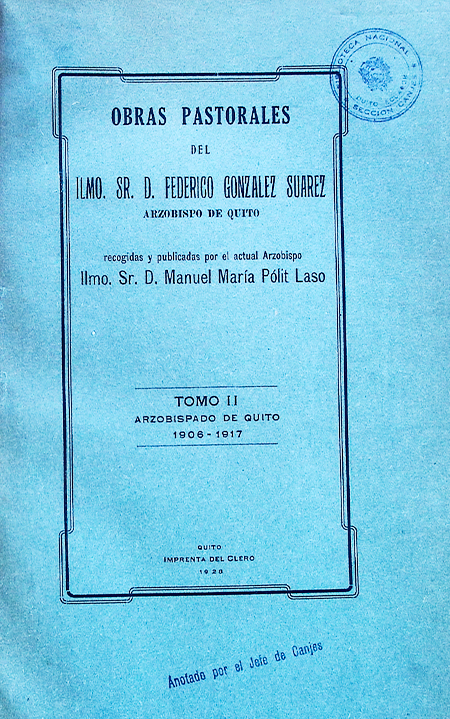 OBRAS PASTORALES
DEL
ILMO. SR. D. FEDERICO GONZALEZ SUAREZ
ARZOBISPO DE QUITO
recogidas y publicadas por el actual Arzobispo
Ilmo. Sr. D. Manuel María Pólit Laso
TOMO II
ARZOBISPADO DE QUITO
1906-1917
QUITO
IMPRENTA DEL CLERO
1928
NACIONAL
SECCION CANJES
Anotado por el Jefe de Canjes